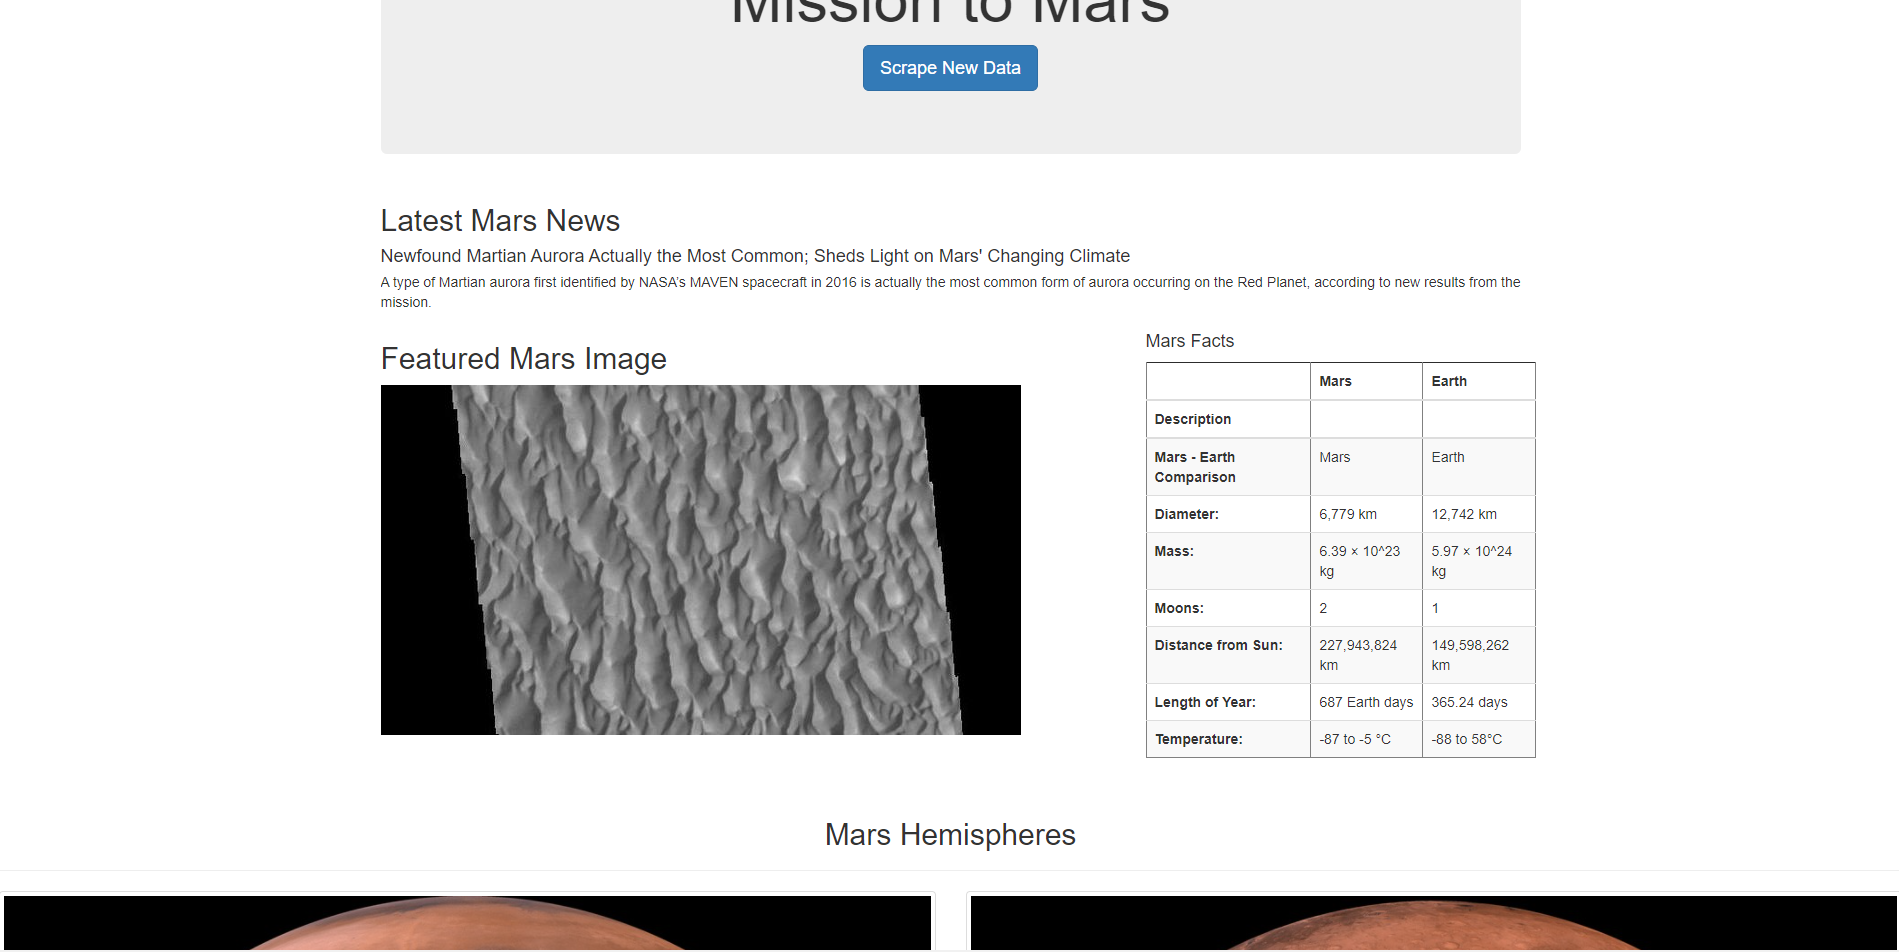 Mission to Mars
Scrape New Data
Latest Mars News
Newfound Martian Aurora Actually the Most Common; Sheds Light on Mars' Changing Climate
A type of Martian aurora first identified by NASA’s MAVEN spacecraft in 2016 is actually the most common form of aurora occurring on the Red Planet, according to new results from the
mission.
Featured Mars Image
Mars Facts
Mars Earth
Description
Mars - Earth Mars Earth
Comparison
Diameter: 6,779 km 12,742 km
Mass: 6.39 × 10^23 5.97 × 10^24
kg kg
Moons: 2 1
Distance from Sun: 227,943,824 149,598,262
km km
Length of Year: 687 Earth days 365.24 days
Temperature: -87 to -5 °C -88 to 58°C
Mars Hemispheres